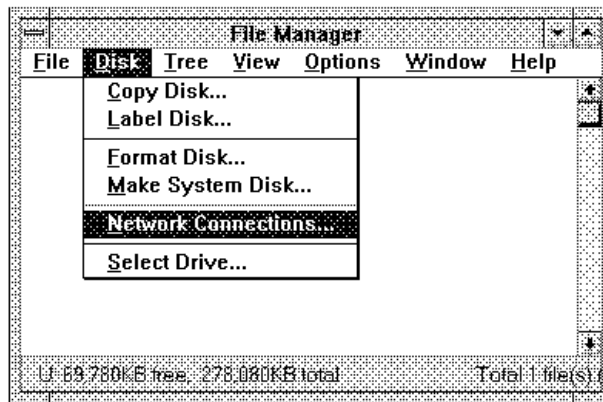 File Manager
File Disk Tree View Options Window Help
Copy Disk...
Label Disk...
Format Disk...
Make System Disk...
Network Connections...
Select Drive...
U: 69,780KB free, 278,080KB total Total 1 file(s)